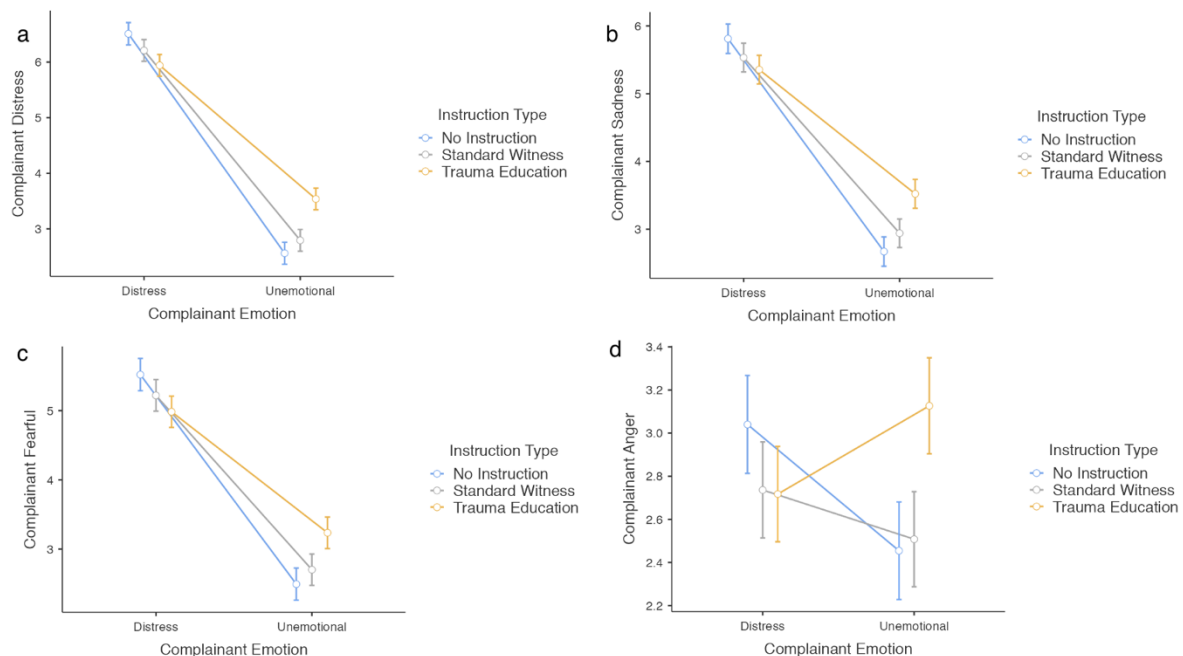 a
Complainant Distress
6
5
4
3
Distress
Unemotional
Complainant Emotion
Instruction Type
No Instruction
Standard Witness
Trauma Education
b
Complainant Sadness
6
5
4
3
Distress
Unemotional
Complainant Emotion
Instruction Type
No Instruction
Standard Witness
Trauma Education
c
Complainant Fearful
5
4
3
Distress
Unemotional
Complainant Emotion
Instruction Type
No Instruction
Standard Witness
Trauma Education
d
Complainant Anger
3.4
3.2
3.0
2.8
2.6
2.4
2.2
Distress
Unemotional
Complainant Emotion
Instruction Type
No Instruction
Standard Witness
Trauma Education